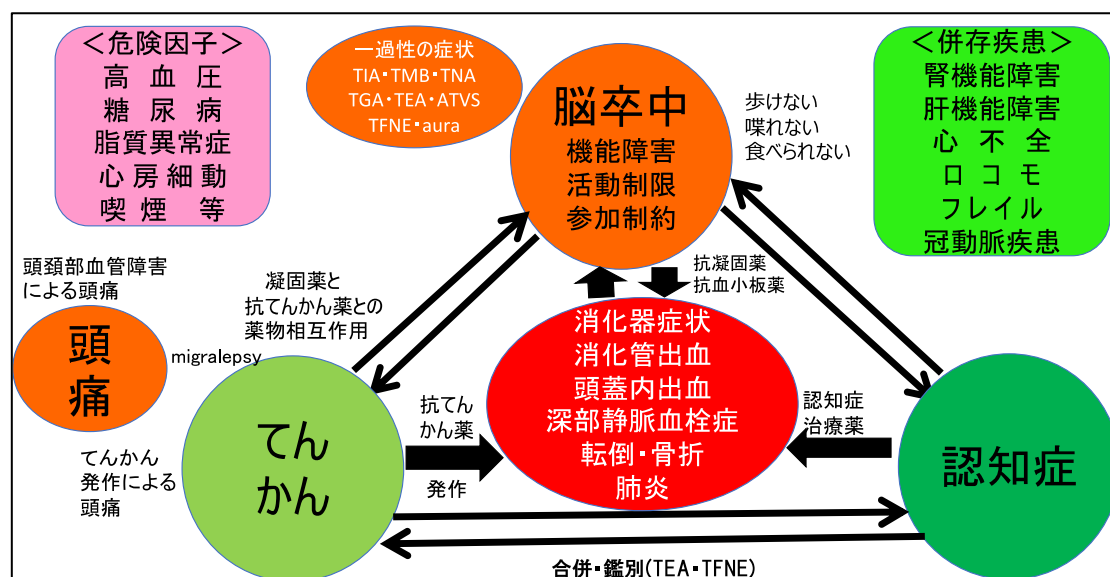 ＜危険因子＞
高血圧
糖尿病
脂質異常症
心房細動
喫煙 等
一過性の症状
TIA・TMB・TNA
TGA・TEA・ATVS
TFNE・aura
脳卒中
機能障害
活動制限
参加制約
歩けない
喋れない
食べられない
＜併存疾患＞
腎機能障害
肝機能障害
心不全
ロコモ
フレイル
冠動脈疾患
頭頚部血管障害
による頭痛
頭
痛
migralepsy
凝固薬と
抗てんかん薬との
薬物相互作用
抗凝固薬
抗血小板薬
消化器症状
消化管出血
頭蓋内出血
深部静脈血栓症
転倒・骨折
肺炎
てん
かん
てんかん
発作による
頭痛
抗てん
かん薬
発作
認知症
治療薬
認知症
合併・鑑別(TEA・TFNE)